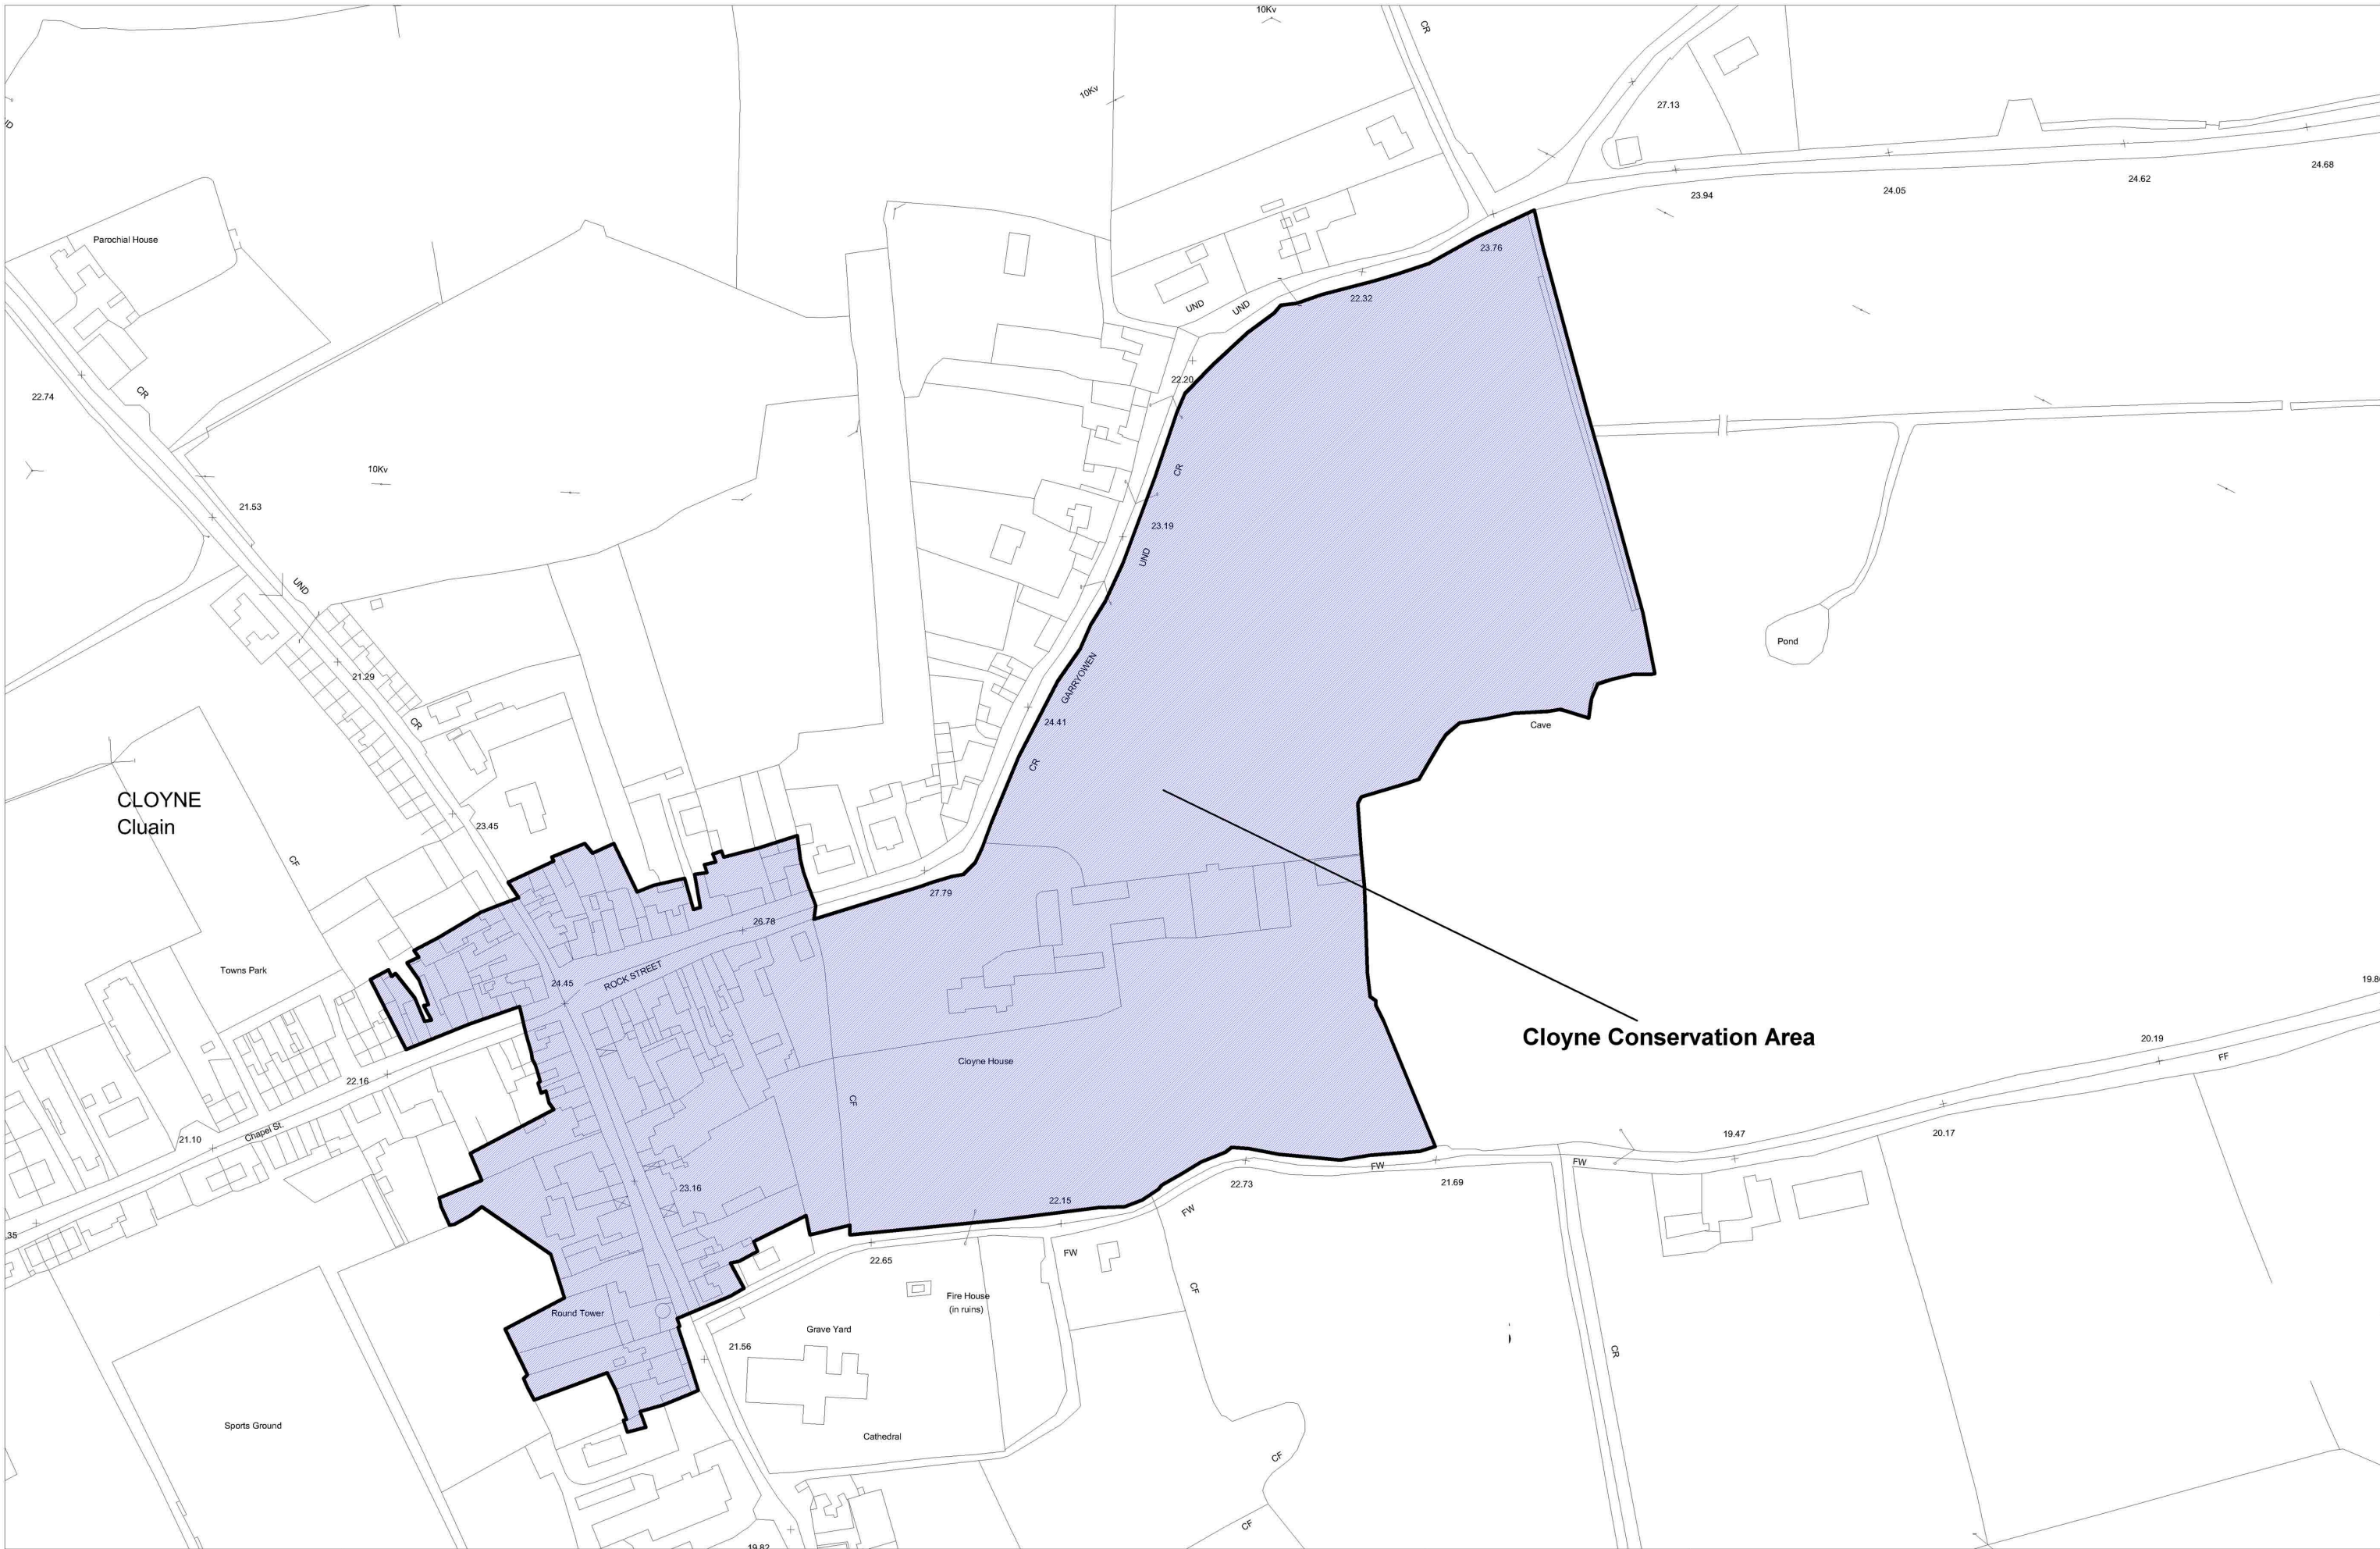 10Kv
CR
10Kv
27.13
24.68
24.62
24.05
23.94
Parochial House
23.76
22.32
UND
UND
22.74
CR
22.20
10Kv
CR
21.53
23.19
UND
UND
Pond
GARRYOWEN
21.29
CR
24.41
Cave
CR
CLOYNE
Cluain
23.45
CF
27.79
26.78
Towns Park
ROCK STREET
24.45
19.8
Cloyne Conservation Area
20.19
FF
Cloyne House
22.16
CF
Chapel St.
21.10
19.47
20.17
FW
FW
22.73
21.69
23.16
22.15
FW
.35
22.65
FW
CF
Fire House
(in ruins)
Round Tower
Grave Yard
21.56
CR
Sports Ground
Cathedral
CF
CF
19.82